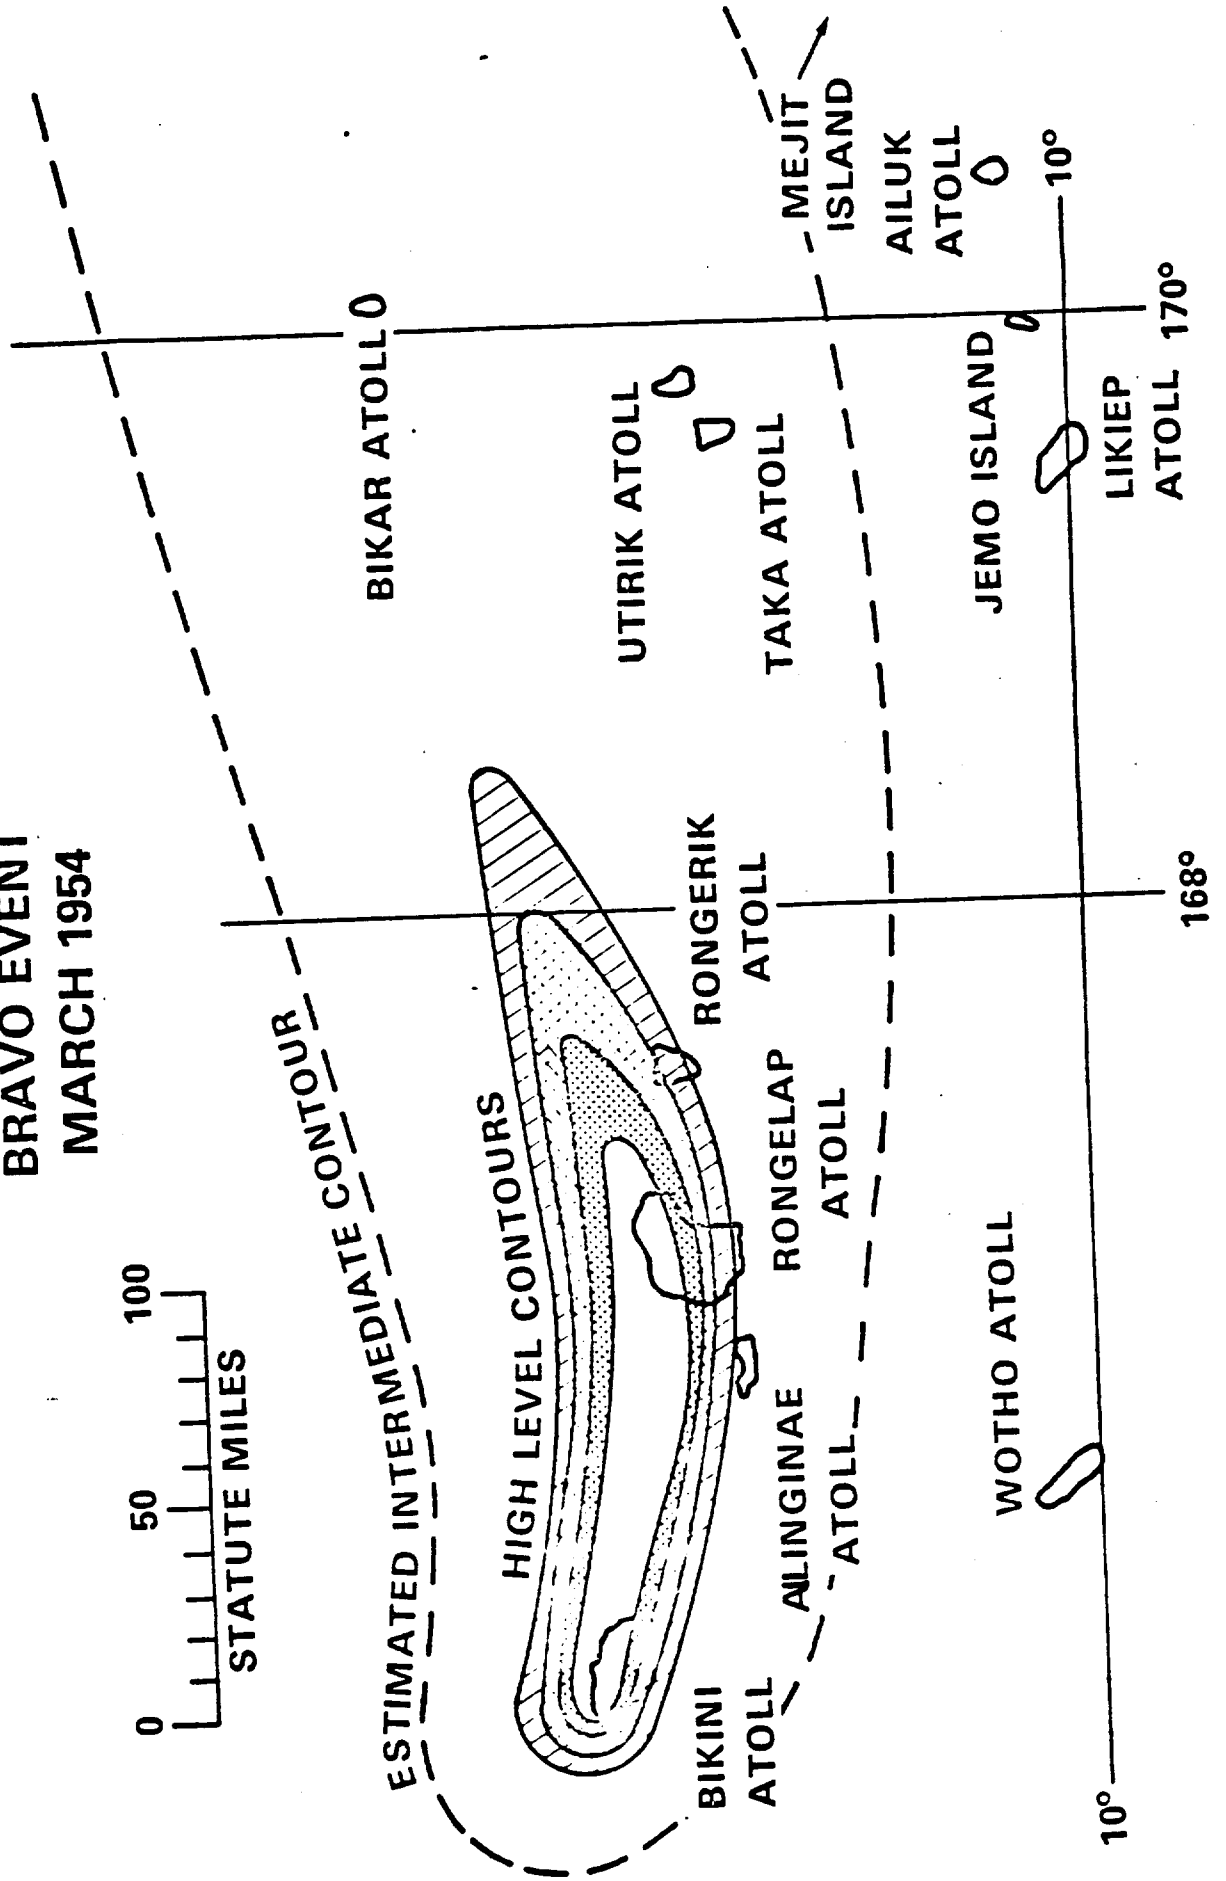 BRAVO EVENT
MARCH 1954
0 50 100
STATUTE MILES
ESTIMATED INTERMEDIATE CONTOUR
HIGH LEVEL CONTOURS
BIKAR ATOLL
UTIRIK ATOLL
TAKA ATOLL
BIKINI
ATOLL
AILINGINAE
ATOLL
RONGELAP
ATOLL
RONGERIK
ATOLL
MEJIT
ISLAND
AILUK
ATOLL
WOTHO ATOLL
JEMO ISLAND
LIKIEP
ATOLL
10°
10°
168°
170°